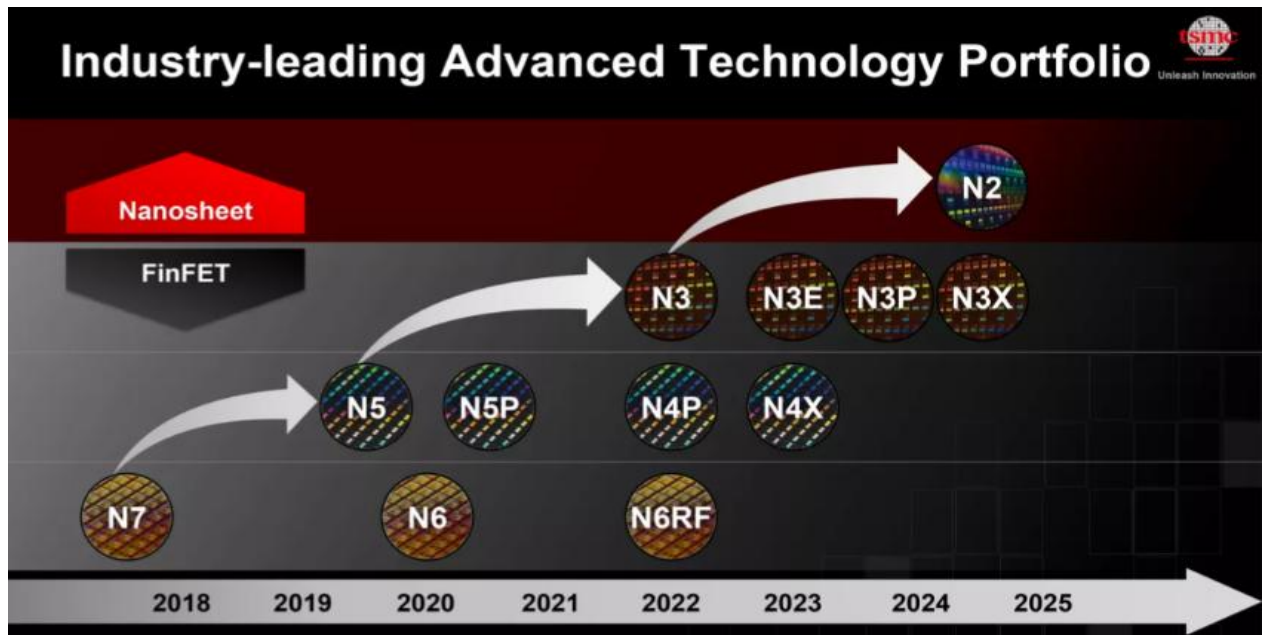 Industry-leading Advanced Technology Portfolio
tsmc
Unleash Innovation
Nanosheet
N2
FinFET
N3 N3E N3P N3X
N5 N5P N4P N4X
N7 N6 N6RF
2018 2019 2020 2021 2022 2023 2024 2025